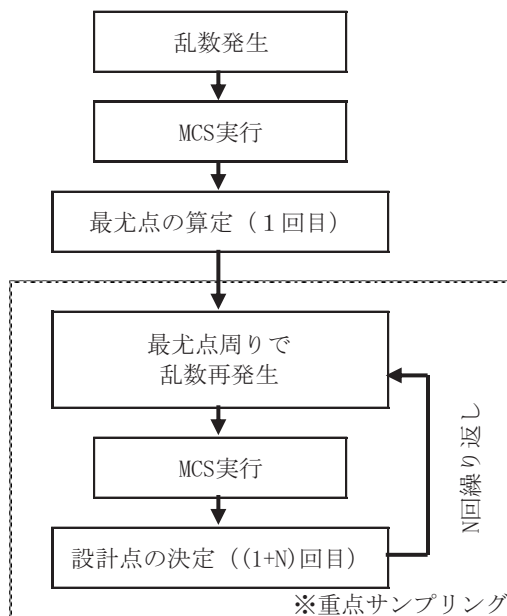 乱数発生
MCS実行
最尤点の算定（１回目）
最尤点周りで
乱数再発生
MCS実行
設計点の決定（(1+N)回目）
N回繰り返し
※重点サンプリング